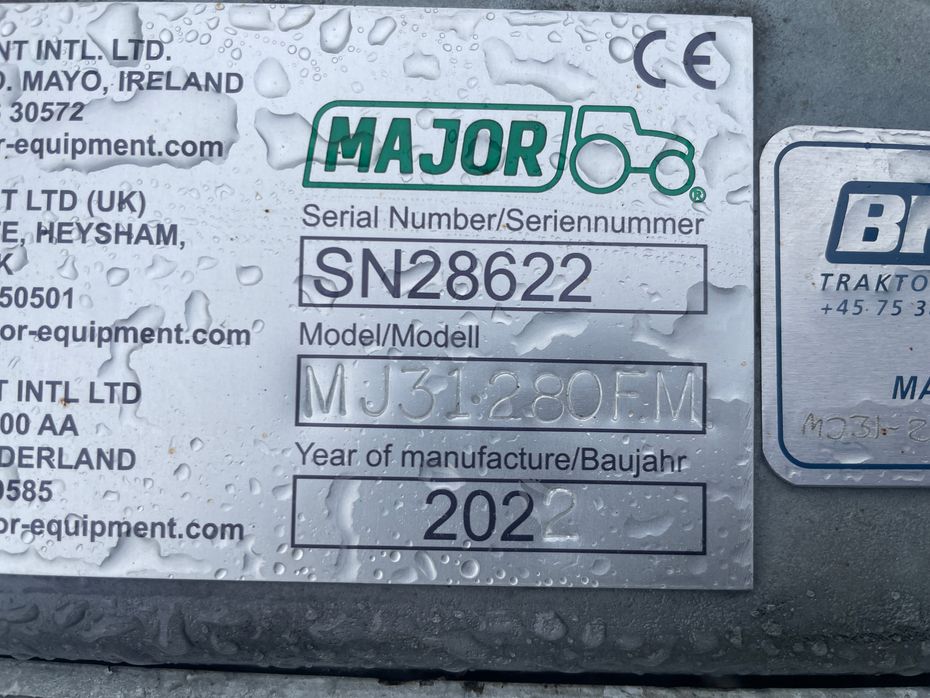 NT INTL. LTD.
O. MAYO, IRELAND
30572
r-equipment.com
T LTD (UK)
E, HEYSHAM,
K
50501
or-equipment.com
T INTL LTD
00 AA
DERLAND
0585
or-equipment.com
CE
MAJOR
®
Serial Number/Seriennummer
SN28622
Model/Modell
MJ31-280FM
Year of manufacture/Baujahr
2022
TRAKTO
+45 75 3
MA
MJ31-2